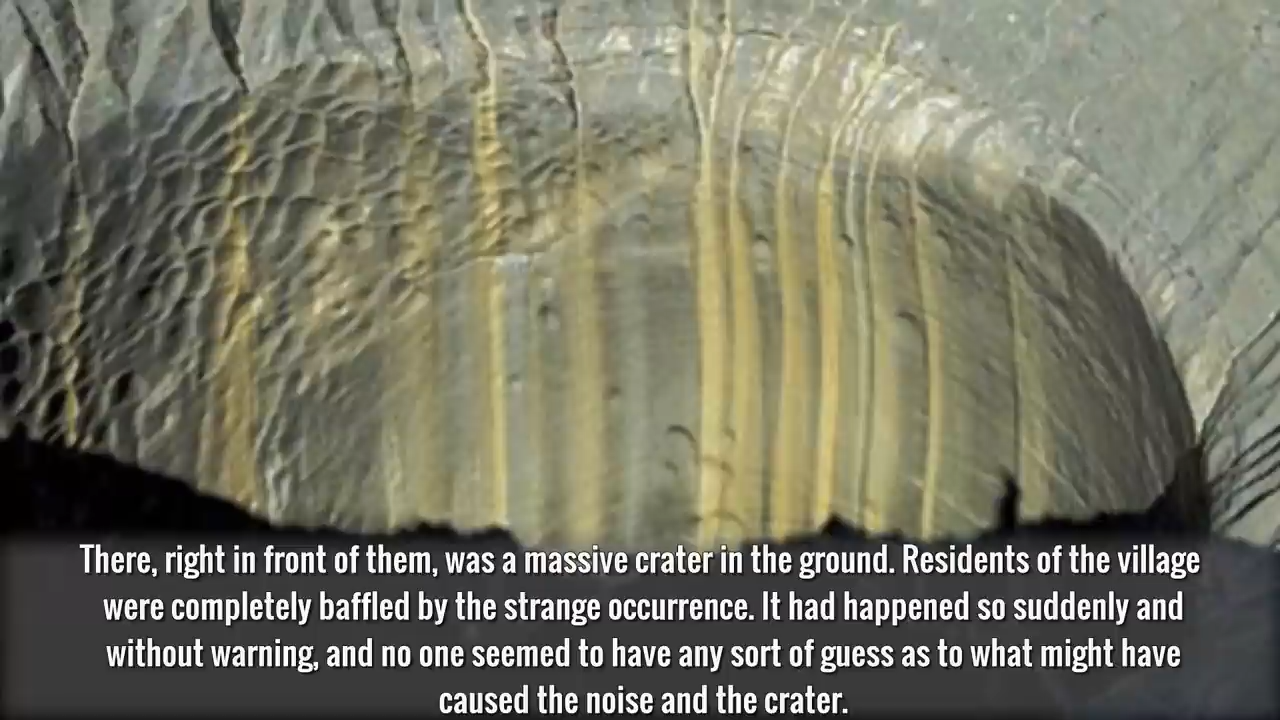 There, right in front of them, was a massive crater in the ground. Residents of the village
were completely baffled by the strange occurrence. It had happened so suddenly and
without warning, and no one seemed to have any sort of guess as to what might have
caused the noise and the crater.